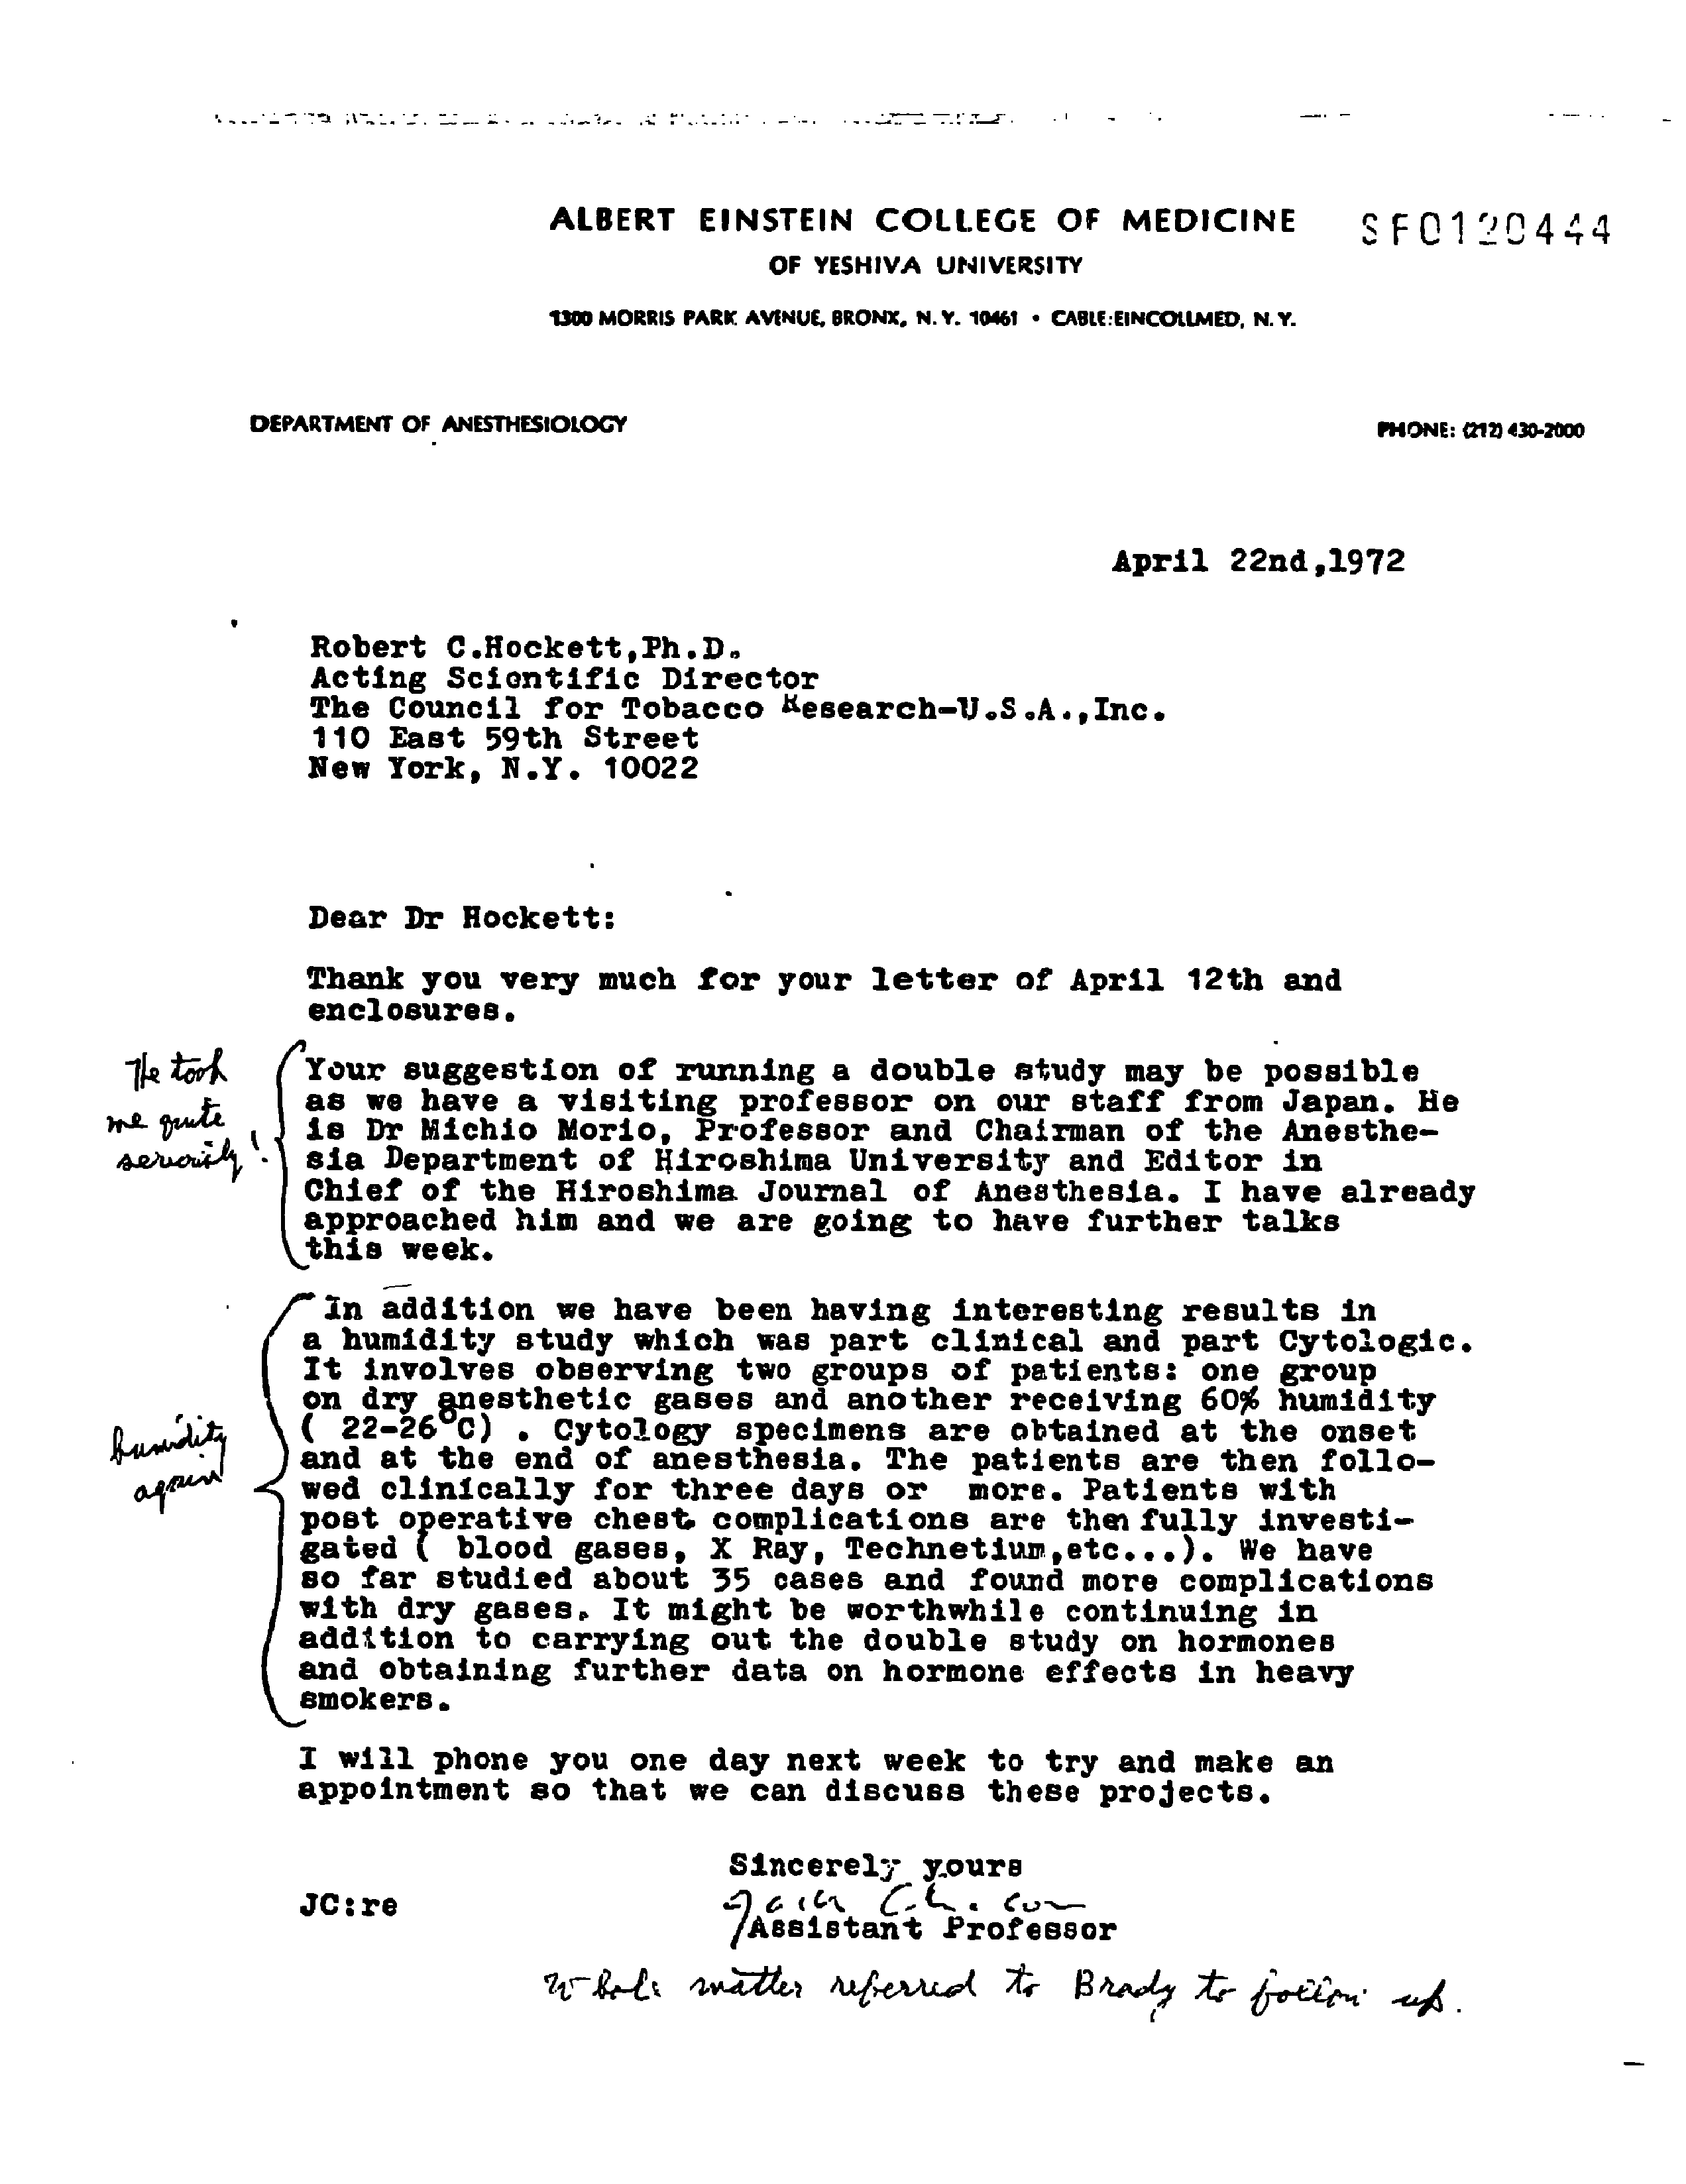 ALBERT EINSTEIN COLLEGE OF MEDICINE SF0120444
OF YESHIVA UNIVERSITY
1300 MORRIS PARK AVENUE, BRONX, N.Y. 10461 • CABLE:EINCOLLMED, N.Y.
DEPARTMENT OF ANESTHESIOLOGY
PHONE: (212) 430-2000
April 22nd,1972
Robert C.Hockett,Ph.D.
Acting Scientific Director
The Council for Tobacco Research-U.S.A.,Inc.
110 East 59th Street
New York, N.Y. 10022
Dear Dr Hockett:
Thank you very much for your letter of April 12th and
enclosures.
He took
me quite
seriously!
Your suggestion of running a double study may be possible
as we have a visiting professor on our staff from Japan. He
is Dr Michio Morio, Professor and Chairman of the Anesthe-
sia Department of Hiroshima University and Editor in
Chief of the Hiroshima Journal of Anesthesia. I have already
approached him and we are going to have further talks
this week.
humidity
again
In addition we have been having interesting results in
a humidity study which was part clinical and part Cytologic.
It involves observing two groups of patients: one group
on dry anesthetic gases and another receiving 60% humidity
( 22-26°C) . Cytology specimens are obtained at the onset
and at the end of anesthesia. The patients are then follo-
wed clinically for three days or more. Patients with
post operative chest complications are then fully investi-
gated ( blood gases, X Ray, Technetium,etc...). We have
so far studied about 35 cases and found more complications
with dry gases. It might be worthwhile continuing in
addition to carrying out the double study on hormones
and obtaining further data on hormone effects in heavy
smokers.
I will phone you one day next week to try and make an
appointment so that we can discuss these projects.
Sincerely yours
JC:re
Assistant Professor
Whole matter referred to Brady to follow up.